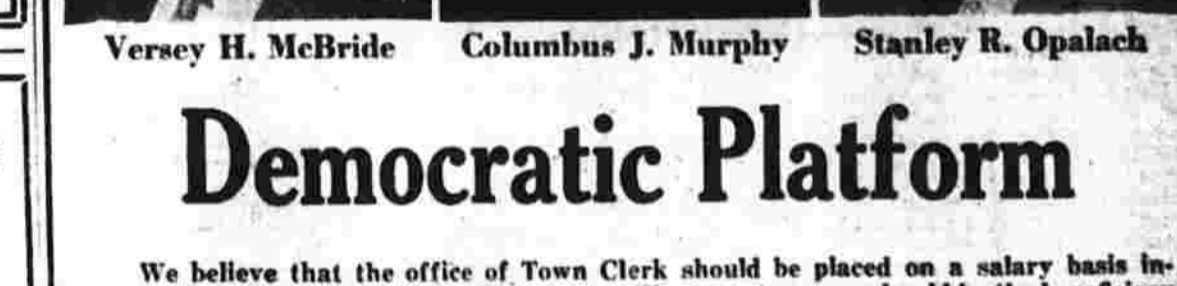 Versey H. McBride Columbus J. Murphy Stanley R. Opalach
Democratic Platform
We believe that the office of Town Clerk should be placed on a salary basis in-